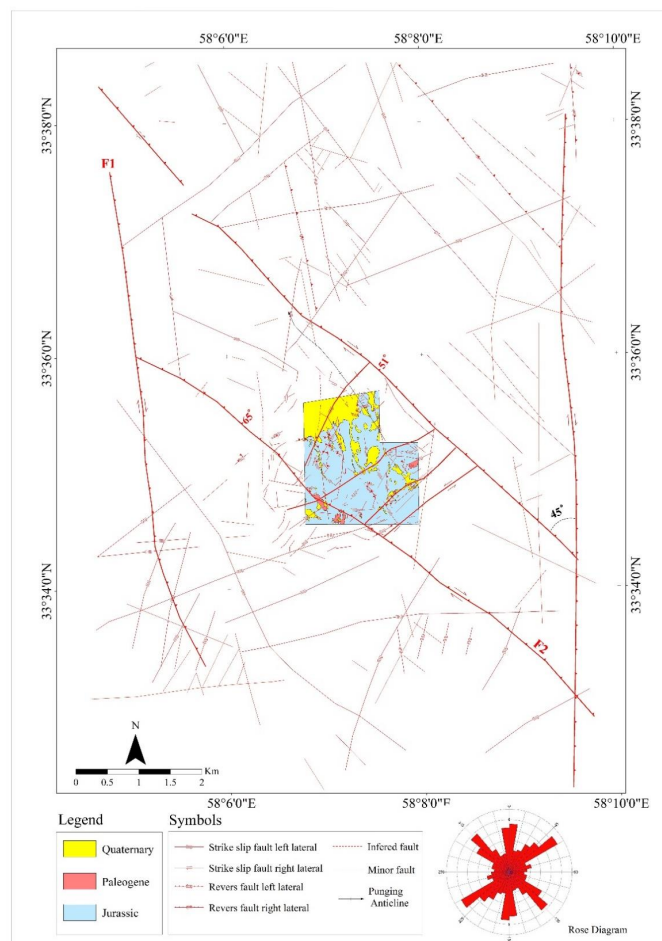 58°6'0"E 58°8'0"E 58°10'0"E
33°38'0"N 33°38'0"N
F1
33°36'0"N 33°36'0"N
51°
65°
45°
33°34'0"N 33°34'0"N
F2
N
Km
0 0.5 1 2
58°6'0"E 58°8'0"E 58°10'0"E
Legend
Quaternary
Paleogene
Jurassic
Symbols
Strike slip fault left lateral
Strike slip fault right lateral
Revers fault left lateral
Revers fault right lateral
Infered fault
Minor fault
Punging
Anticline
Rose Diagram